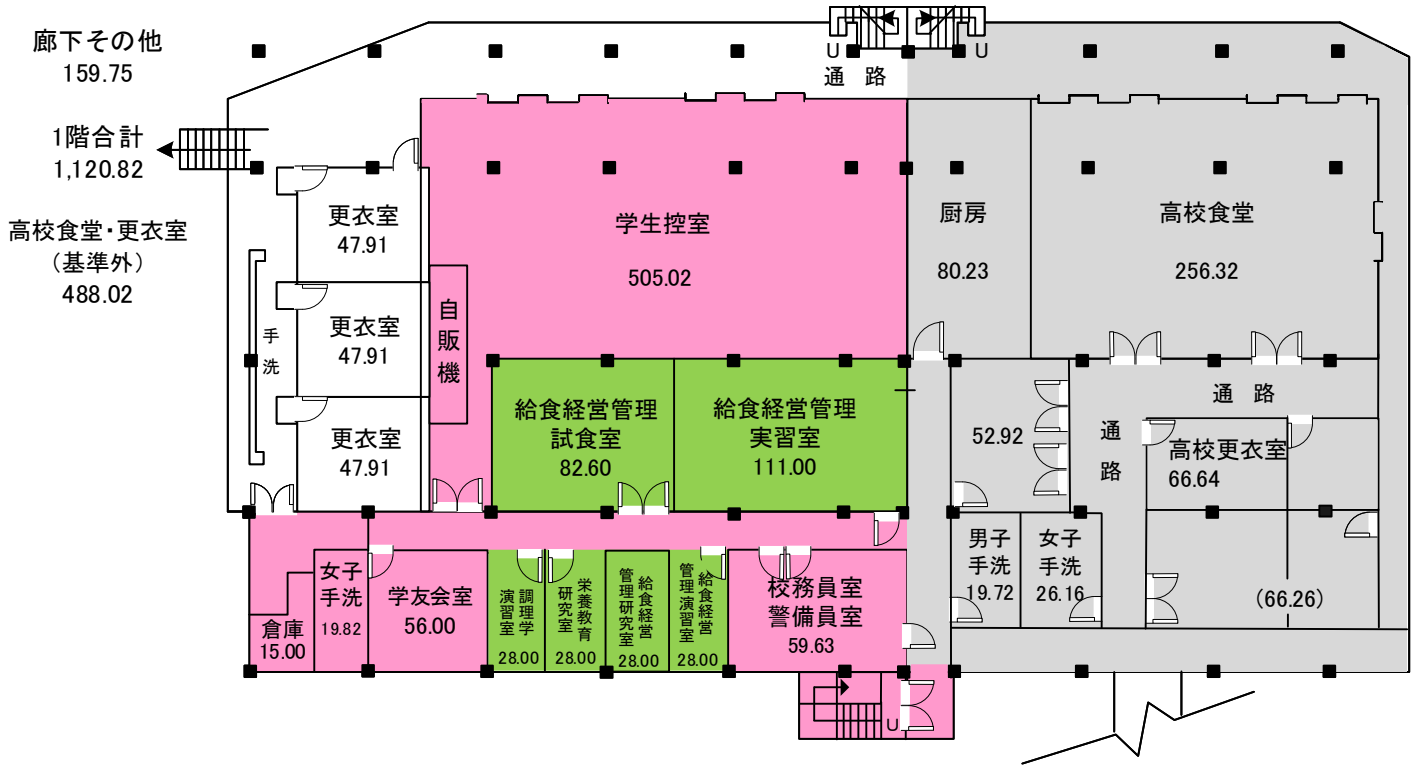 廊下その他
159.75
1階合計
1,120.82
高校食堂・更衣室
(基準外)
488.02
U
U
通 路
更衣室
47.91
更衣室
47.91
更衣室
47.91
手洗
自販機
学生控室
505.02
厨房
80.23
高校食堂
256.32
給食経営管理
試食室
82.60
給食経営管理
実習室
111.00
52.92
通 路
通路
高校更衣室
66.64
(66.26)
男子
手洗
19.72
女子
手洗
26.16
倉庫
15.00
女子
手洗
19.82
学友会室
56.00
調理学
演習室
28.00
栄養教育
研究室
28.00
給食経営
管理研究室
28.00
給食経営
管理演習室
28.00
校務員室
警備員室
59.63
U